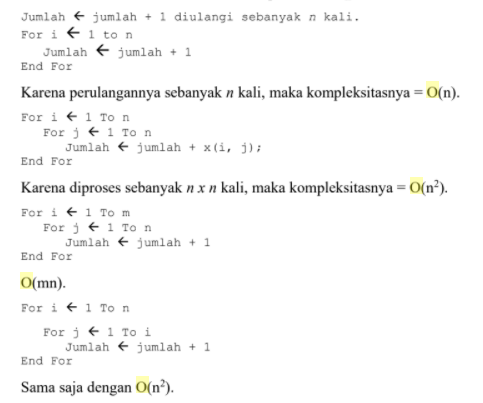 Jumlah ← jumlah + 1 diulangi sebanyak n kali.
For i ← 1 to n
Jumlah ← jumlah + 1
End For
Karena perulangannya sebanyak n kali, maka kompleksitasnya = O(n).
For i ← 1 To n
For j ← 1 To n
Jumlah ← jumlah + x(i, j);
End For
Karena diproses sebanyak n x n kali, maka kompleksitasnya = O(n²).
For i ← 1 To m
For j ← 1 To n
Jumlah ← jumlah + 1
End For
O(mn).
For i ← 1 To n
For j ← 1 To i
Jumlah ← jumlah + 1
End For
Sama saja dengan O(n²).